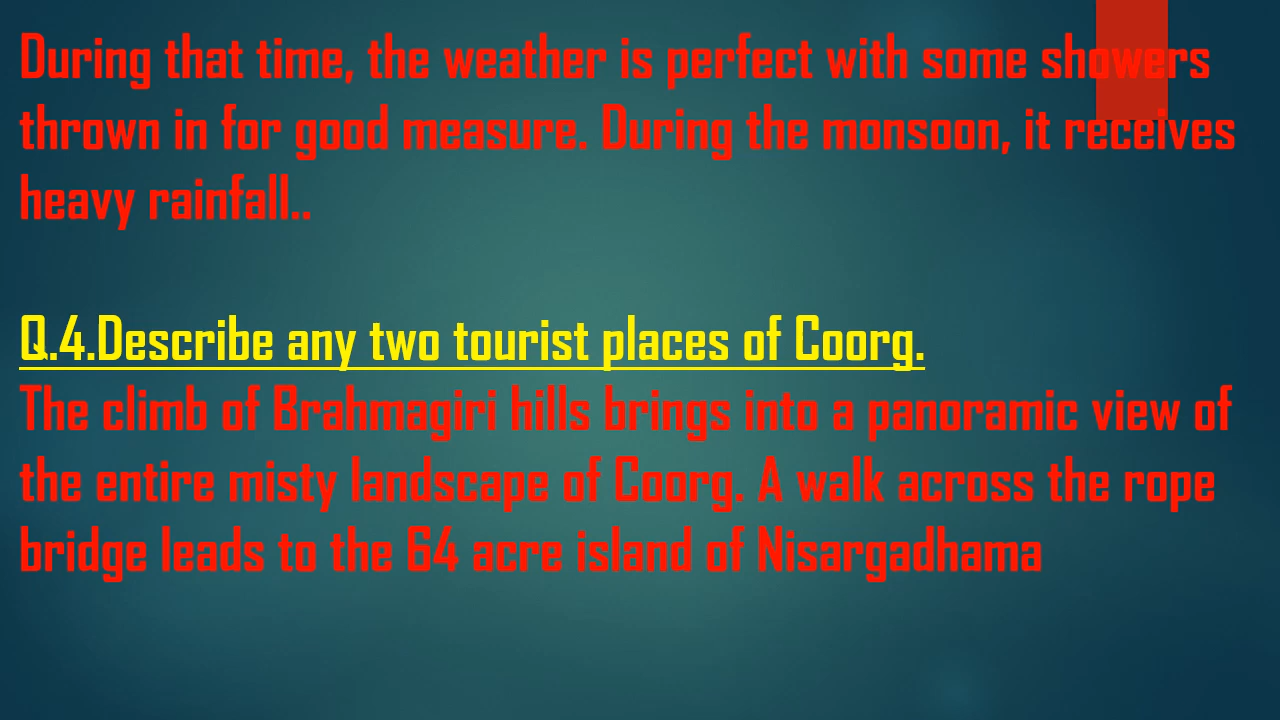 During that time, the weather is perfect with some showers
thrown in for good measure. During the monsoon, it receives
heavy rainfall..
Q.4.Describe any two tourist places of Coorg.
The climb of Brahmagiri hills brings into a panoramic view of
the entire misty landscape of Coorg. A walk across the rope
bridge leads to the 64 acre island of Nisargadhama